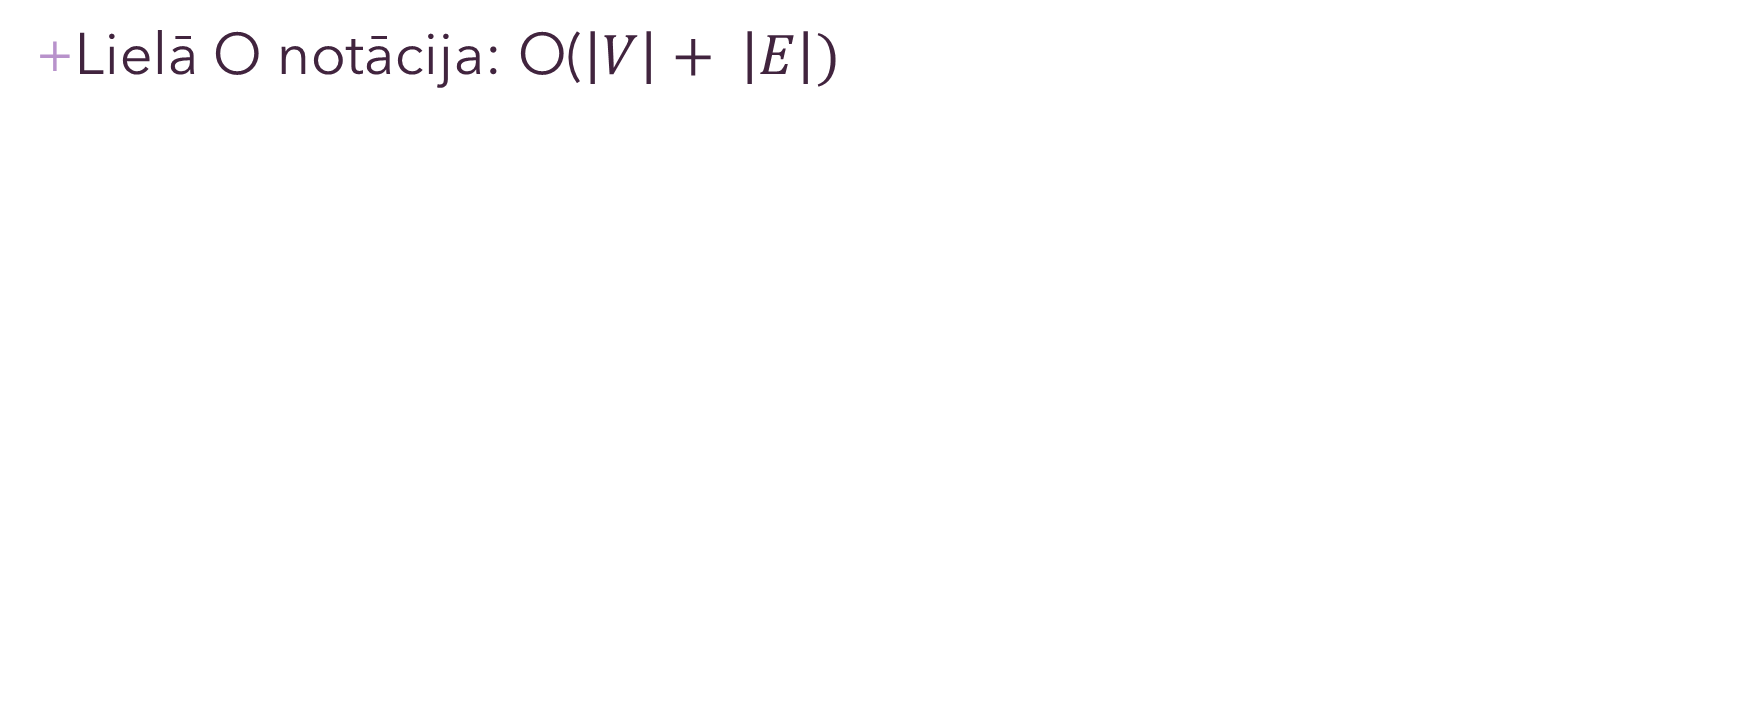 +Lielā O notācija: O(|V| + |E|)